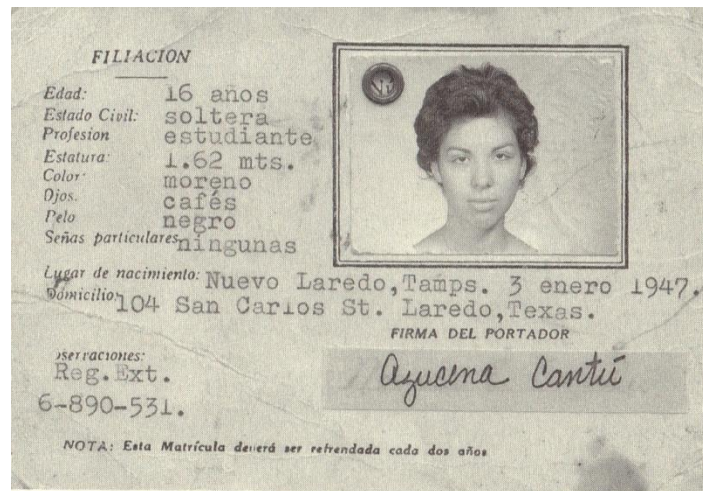 FILIACION
Edad: 16 años
Estado Civil: soltera
Profesion estudiante
Estatura: 1.62 mts.
Color: moreno
Ojos. cafés
Pelo negro
Señas particulares ningunas
Lugar de nacimiento: Nuevo Laredo,Tamps. 3 enero 1947.
Domicilio: 104 San Carlos St. Laredo,Texas.
FIRMA DEL PORTADOR
Azucena Cantú
observaciones:
Reg.Ext.
6-890-531.
NOTA: Esta Matrícula deverá ser refrendada cada dos años